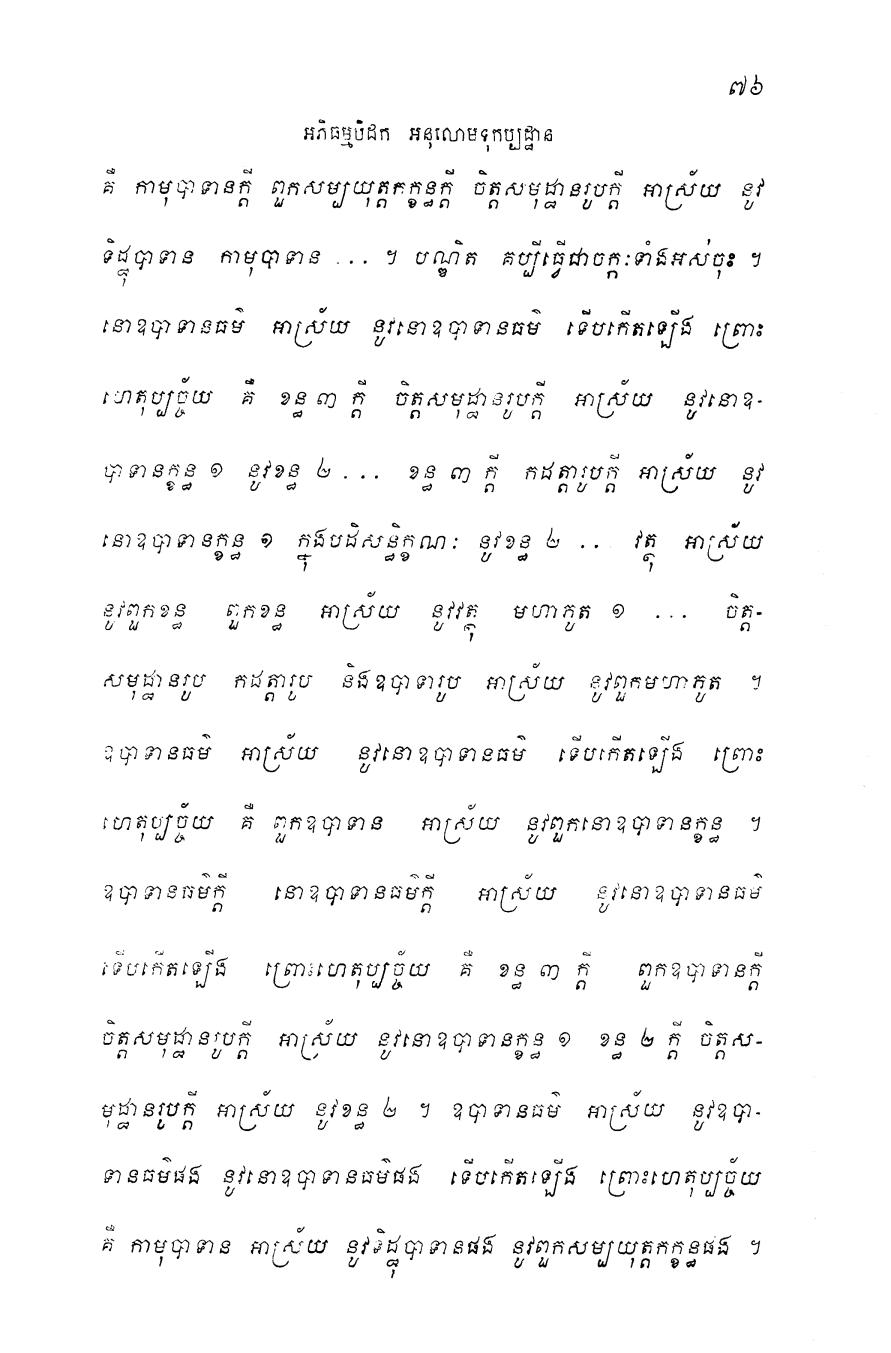 ៧៦
អភិធម្មបិដក អនុលោមទុកប្បដ្ឋាន
គឺ កាមុបាទានក្តី ពួកសម្បយុត្តកក្ខន្ធក្តី ចិត្តសមុដ្ឋានរូបក្តី អាស្រ័យ នូវ
ទិដ្ឋុបាទាន កាមុបាទាន ... ។ បណ្ឌិត គប្បីធ្វើជាចក្កៈទាំងអស់ចុះ ។
នោឧបាទានធម៌ អាស្រ័យ នូវនោឧបាទានធម៌ ទើបកើតឡើង ព្រោះ
ហេតុប្បច្ច័យ គឺ ខន្ធ ៣ ក្តី ចិត្តសមុដ្ឋានរូបក្តី អាស្រ័យ នូវនោឧ-
បាទានក្ខន្ធ ១ នូវខន្ធ ២ ... ខន្ធ ៣ ក្តី កដត្តារូបក្តី អាស្រ័យ នូវ
នោឧបាទានក្ខន្ធ ១ ក្នុងបដិសន្ធិក្ខណៈ នូវខន្ធ ២ ... វត្ថុ អាស្រ័យ
នូវពួកខន្ធ ពួកខន្ធ អាស្រ័យ នូវវត្ថុ មហាភូត ១ ... ចិត្ត-
សមុដ្ឋានរូប កដត្តារូប និងឧបាទារូប អាស្រ័យ នូវពួកមហាភូត ។
ឧបាទានធម៌ អាស្រ័យ នូវនោឧបាទានធម៌ ទើបកើតឡើង ព្រោះ
ហេតុប្បច្ច័យ គឺ ពួកឧបាទាន អាស្រ័យ នូវពួកនោឧបាទានក្ខន្ធ ។
ឧបាទានធម៌ក្តី នោឧបាទានធម៌ក្តី អាស្រ័យ នូវនោឧបាទានធម៌
ទើបកើតឡើង ព្រោះហេតុប្បច្ច័យ គឺ ខន្ធ ៣ ក្តី ពួកឧបាទានក្តី
ចិត្តសមុដ្ឋានរូបក្តី អាស្រ័យ នូវនោឧបាទានក្ខន្ធ ១ ខន្ធ ២ ក្តី ចិត្តស-
មុដ្ឋានរូបក្តី អាស្រ័យ នូវខន្ធ ២ ។ ឧបាទានធម៌ អាស្រ័យ នូវឧបា-
ទានធម៌ផង នូវនោឧបាទានធម៌ផង ទើបកើតឡើង ព្រោះហេតុប្បច្ច័យ
គឺ កាមុបាទាន អាស្រ័យ នូវទិដ្ឋុបាទានផង នូវពួកសម្បយុត្តកក្ខន្ធផង ។